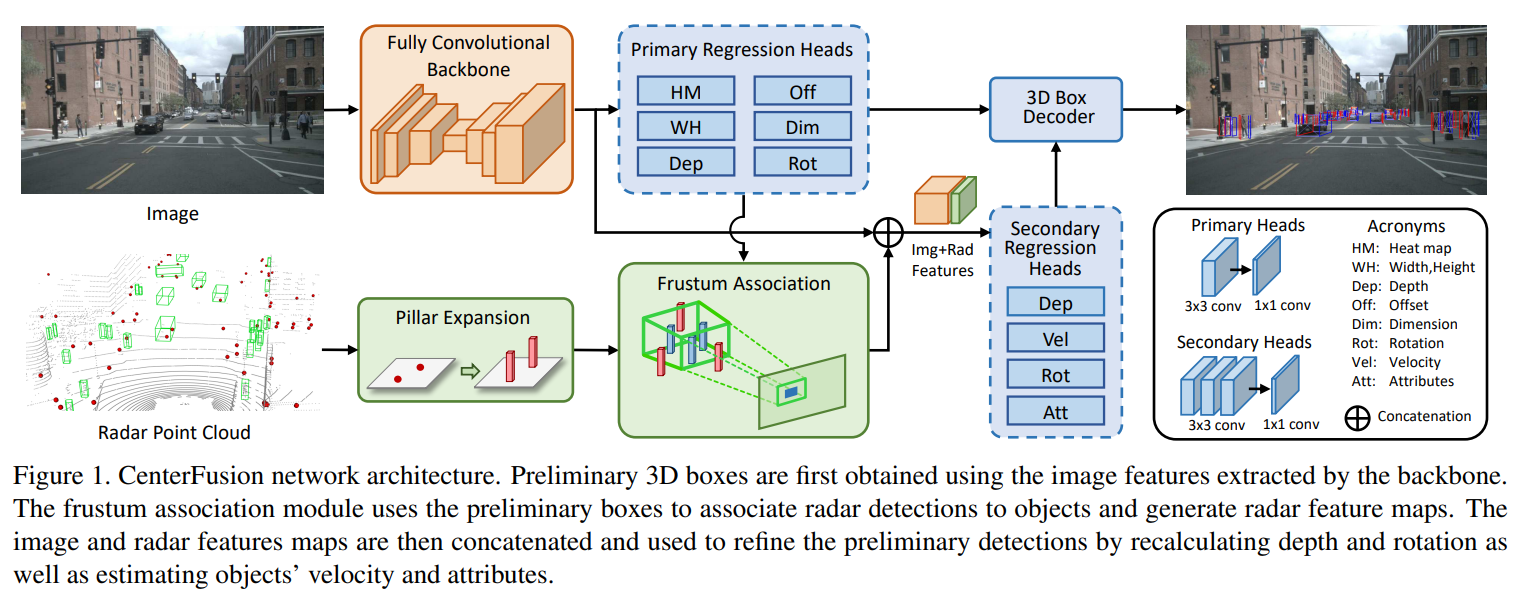 Fully Convolutional
Backbone
Primary Regression Heads
HM
Off
WH
Dim
Dep
Rot
3D Box
Decoder
Image
Img+Rad
Features
Secondary
Regression
Heads
Dep
Vel
Rot
Att
Pillar Expansion
Frustum Association
Radar Point Cloud
Primary Heads
3x3 conv
1x1 conv
Secondary Heads
3x3 conv
1x1 conv
Acronyms
HM: Heat map
WH: Width,Height
Dep: Depth
Off: Offset
Dim: Dimension
Rot: Rotation
Vel: Velocity
Att: Attributes
Concatenation
Figure 1. CenterFusion network architecture. Preliminary 3D boxes are first obtained using the image features extracted by the backbone.
The frustum association module uses the preliminary boxes to associate radar detections to objects and generate radar feature maps. The
image and radar features maps are then concatenated and used to refine the preliminary detections by recalculating depth and rotation as
well as estimating objects’ velocity and attributes.